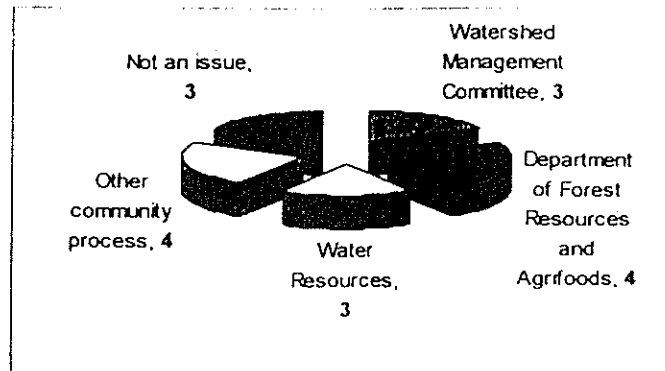 Not an issue,
3
Watershed
Management
Committee, 3
Other
community
process, 4
Water
Resources,
3
Department
of Forest
Resources
and
Agrifoods, 4